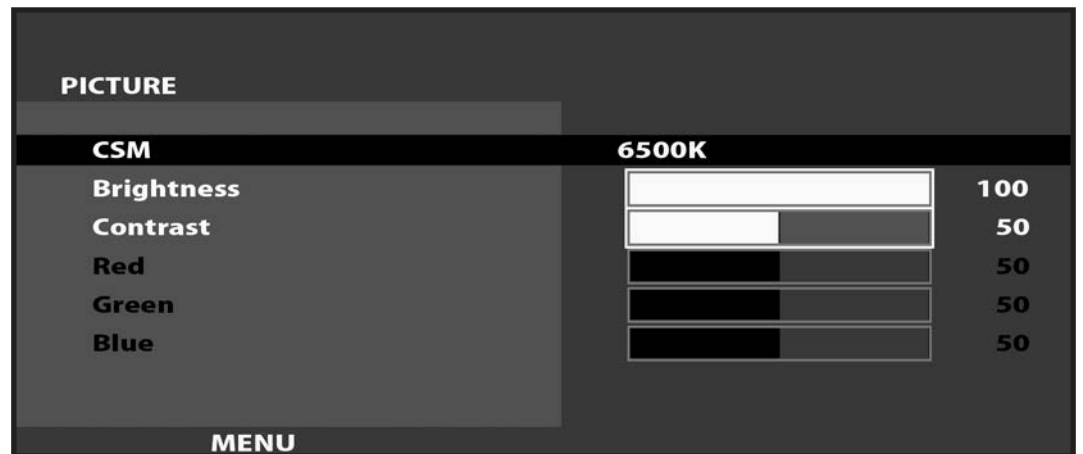 PICTURE
CSM 6500K
Brightness 100
Contrast 50
Red 50
Green 50
Blue 50
MENU